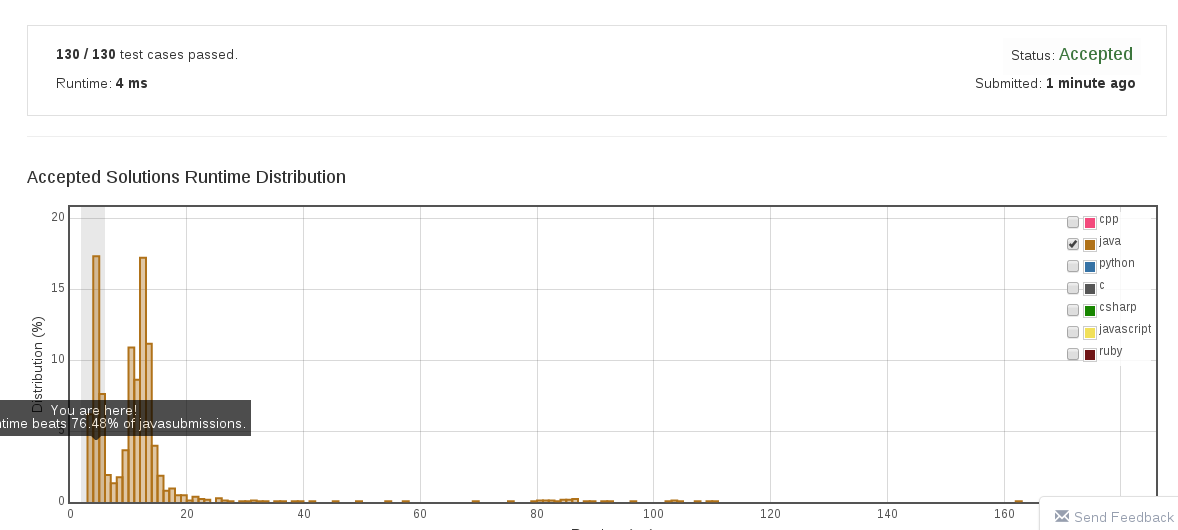 130 / 130 test cases passed.
Status: Accepted
Runtime: 4 ms
Submitted: 1 minute ago
Accepted Solutions Runtime Distribution
20
15
10
5
0
Distribution (%)
You are here!
time beats 76.48% of javasubmissions.
cpp
java
python
c
csharp
javascript
ruby
0 20 40 60 80 100 120 140 160
Send Feedback